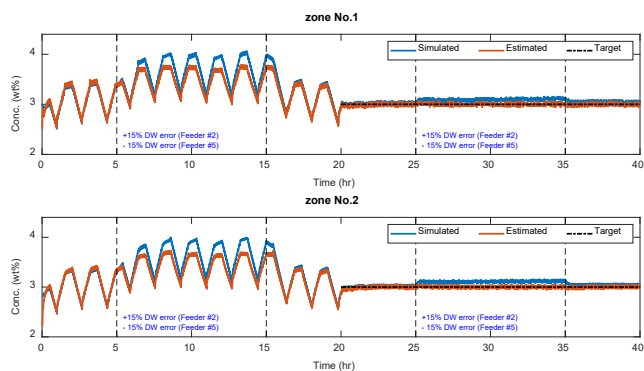 zone No.1
Conc. (wt%)
4
3
2
Simulated Estimated Target
+15% DW error (Feeder #2)
- 15% DW error (Feeder #5)
+15% DW error (Feeder #2)
- 15% DW error (Feeder #5)
0 5 10 15 20 25 30 35 40
Time (hr)
zone No.2
Conc. (wt%)
4
3
2
Simulated Estimated Target
+15% DW error (Feeder #2)
- 15% DW error (Feeder #5)
+15% DW error (Feeder #2)
- 15% DW error (Feeder #5)
0 5 10 15 20 25 30 35 40
Time (hr)